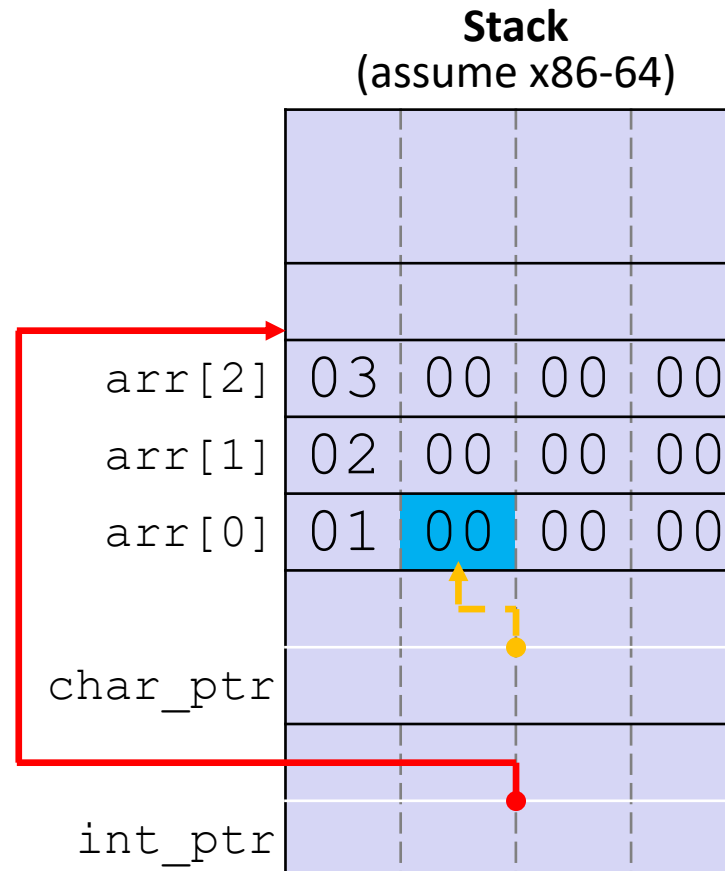 Stack
(assume x86-64)
arr[2] 03 00 00 00
arr[1] 02 00 00 00
arr[0] 01 00 00 00
char_ptr
int_ptr